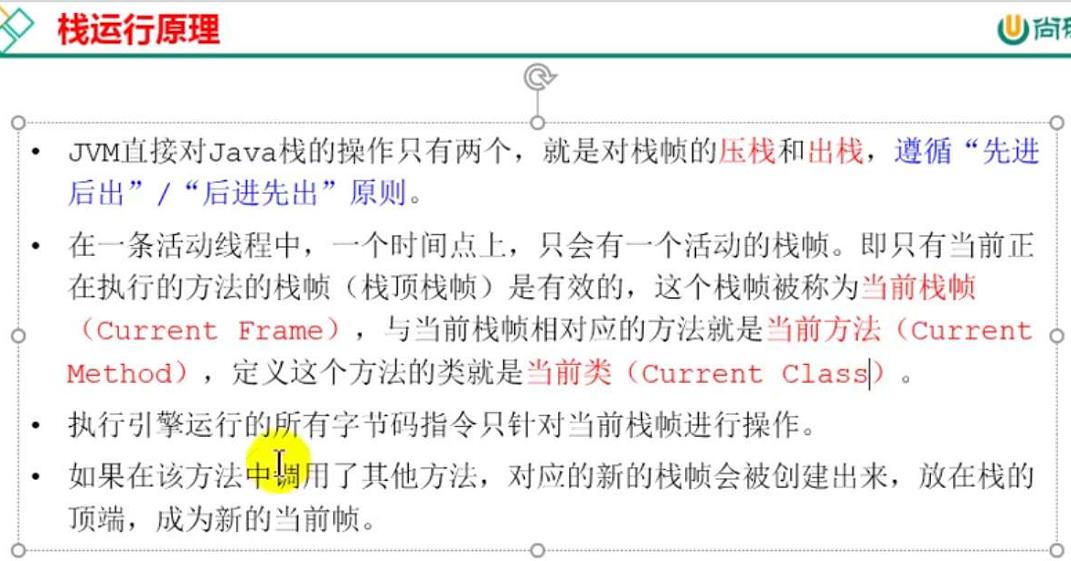 栈运行原理
尚硅
• JVM直接对Java栈的操作只有两个，就是对栈帧的压栈和出栈，遵循“先进
后出”/“后进先出”原则。
• 在一条活动线程中，一个时间点上，只会有一个活动的栈帧。即只有当前正
在执行的方法的栈帧（栈顶栈帧）是有效的，这个栈帧被称为当前栈帧
（Current Frame），与当前栈帧相对应的方法就是当前方法（Current
Method），定义这个方法的类就是当前类（Current Class）。
• 执行引擎运行的所有字节码指令只针对当前栈帧进行操作。
• 如果在该方法中调用了其他方法，对应的新的栈帧会被创建出来，放在栈的
顶端，成为新的当前帧。